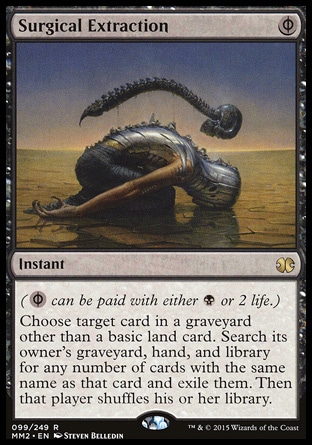 Surgical Extraction
Instant
( can be paid with either or 2 life.)
Choose target card in a graveyard
other than a basic land card. Search its
owner's graveyard, hand, and library
for any number of cards with the same
name as that card and exile them. Then
that player shuffles his or her library.
099/249 R
MM2 • EN Steven Belledin
™ & © 2015 Wizards of the Coast